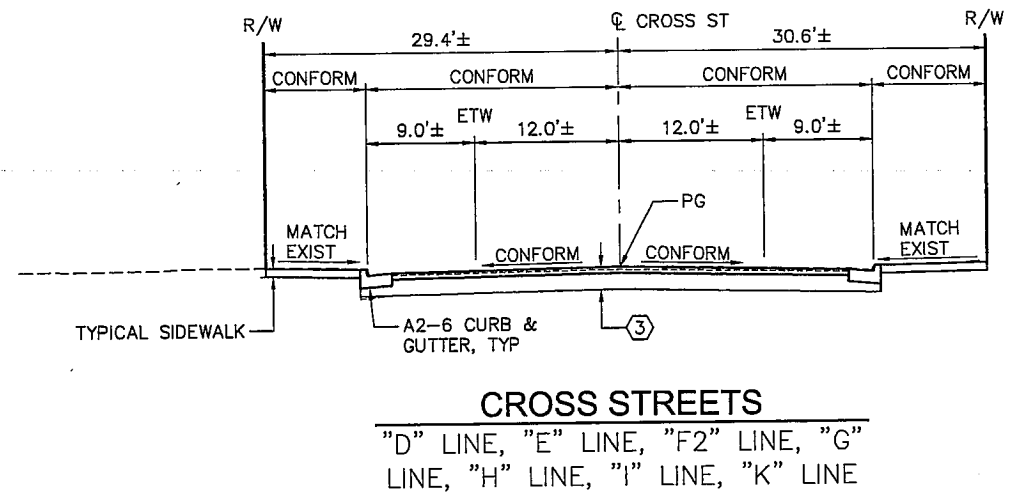 R/W
℄ CROSS ST
R/W
29.4'±
30.6'±
CONFORM
CONFORM
CONFORM
CONFORM
ETW
ETW
9.0'±
12.0'±
12.0'±
9.0'±
PG
MATCH
EXIST
CONFORM
CONFORM
MATCH
EXIST
TYPICAL SIDEWALK
A2-6 CURB &
GUTTER, TYP
3
CROSS STREETS
"D" LINE, "E" LINE, "F2" LINE, "G"
LINE, "H" LINE, "I" LINE, "K" LINE